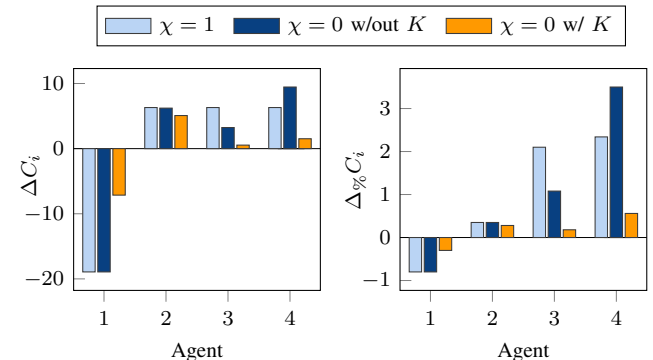 χ = 1 χ = 0 w/out K χ = 0 w/ K
10
0
−10
−20
ΔC_i
1 2 3 4
Agent
3
2
1
0
−1
Δ_%C_i
1 2 3 4
Agent